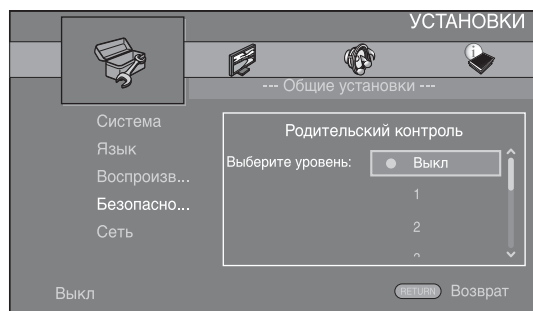 УСТАНОВКИ
--- Общие установки ---
Система
Язык
Воспроизв...
Безопасно...
Сеть
Родительский контроль
Выберите уровень:
Выкл
1
2
Выкл
RETURN Возврат